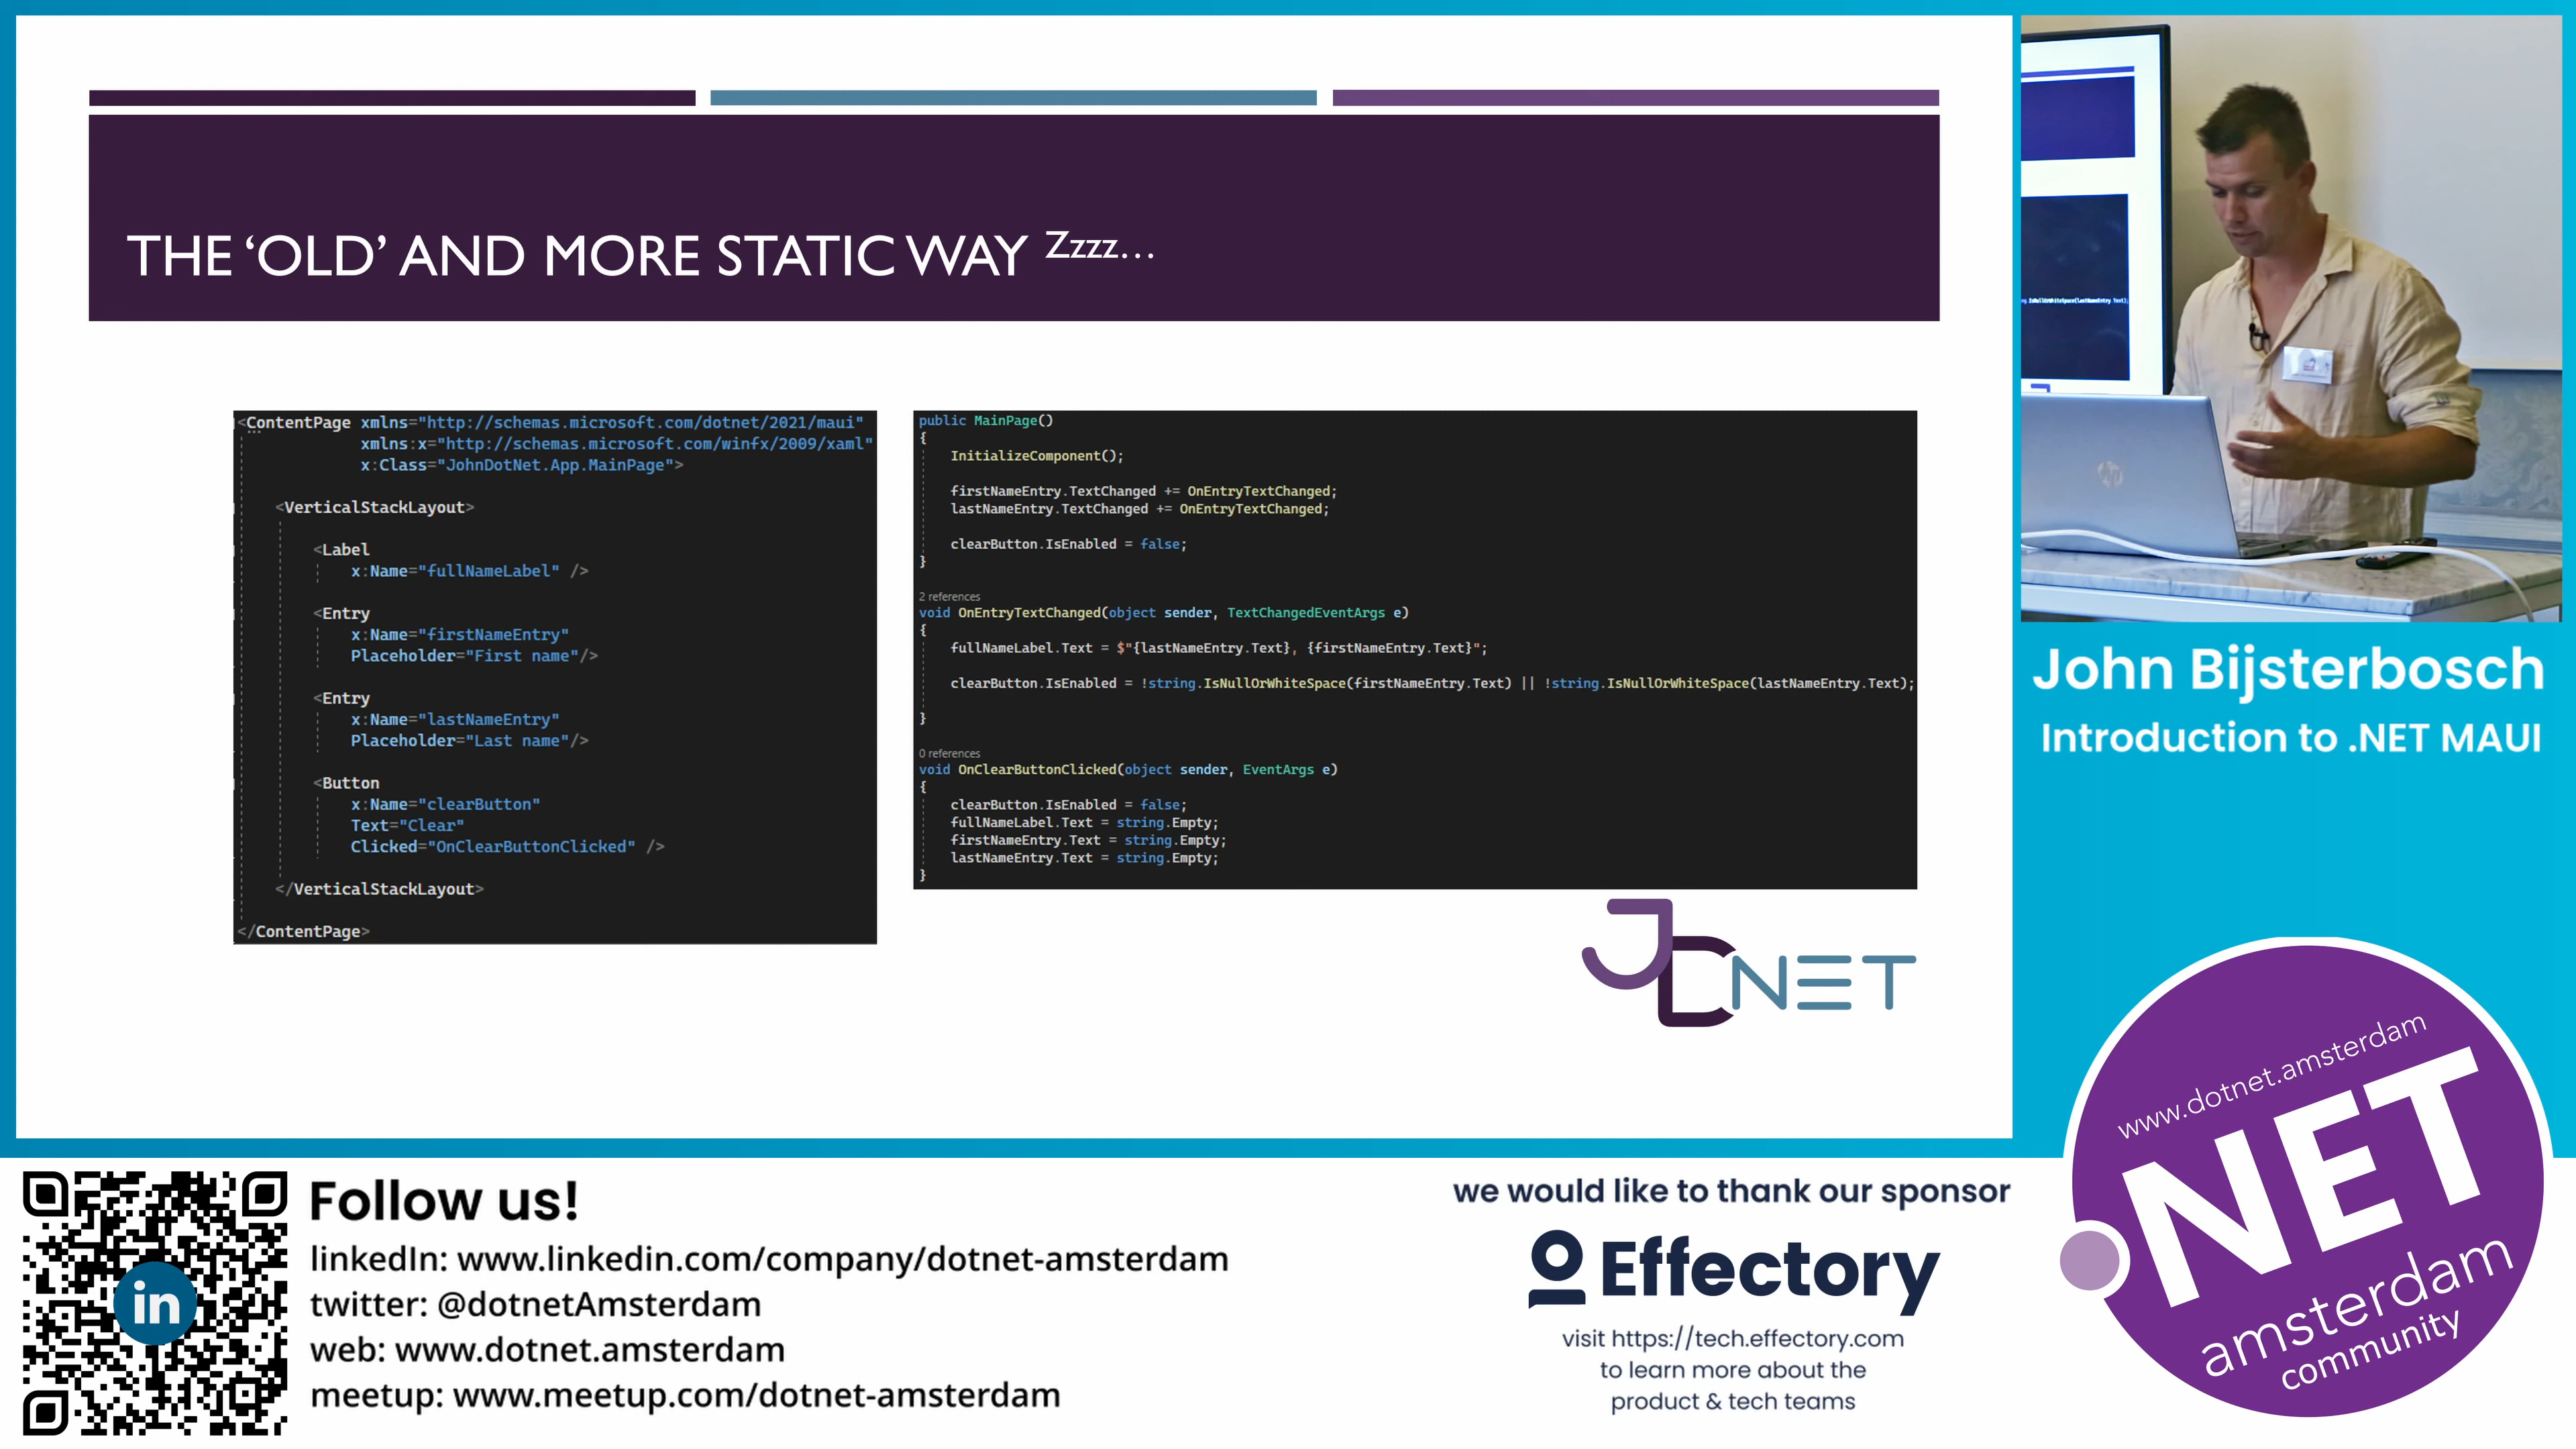 THE ‘OLD’ AND MORE STATIC WAY Zzzz…
<ContentPage xmlns="http://schemas.microsoft.com/dotnet/2021/maui"
xmlns:x="http://schemas.microsoft.com/winfx/2009/xaml"
x:Class="JohnDotNet.App.MainPage">
<VerticalStackLayout>
<Label
x:Name="fullNameLabel" />
<Entry
x:Name="firstNameEntry"
Placeholder="First name"/>
<Entry
x:Name="lastNameEntry"
Placeholder="Last name"/>
<Button
x:Name="clearButton"
Text="Clear"
Clicked="OnClearButtonClicked" />
</VerticalStackLayout>
</ContentPage>
public MainPage()
{
InitializeComponent();
firstNameEntry.TextChanged += OnEntryTextChanged;
lastNameEntry.TextChanged += OnEntryTextChanged;
clearButton.IsEnabled = false;
}
2 references
void OnEntryTextChanged(object sender, TextChangedEventArgs e)
{
fullNameLabel.Text = $"{lastNameEntry.Text}, {firstNameEntry.Text}";
clearButton.IsEnabled = !string.IsNullOrWhiteSpace(firstNameEntry.Text) || !string.IsNullOrWhiteSpace(lastNameEntry.Text);
}
0 references
void OnClearButtonClicked(object sender, EventArgs e)
{
clearButton.IsEnabled = false;
fullNameLabel.Text = string.Empty;
firstNameEntry.Text = string.Empty;
lastNameEntry.Text = string.Empty;
}
JDNET
hp
John Bijsterbosch
Introduction to .NET MAUI
Follow us!
linkedIn: www.linkedin.com/company/dotnet-amsterdam
twitter: @dotnetAmsterdam
web: www.dotnet.amsterdam
meetup: www.meetup.com/dotnet-amsterdam
in
we would like to thank our sponsor
Effectory
visit https://tech.effectory.com
to learn more about the
product & tech teams
www.dotnet.amsterdam
.NET
amsterdam
community